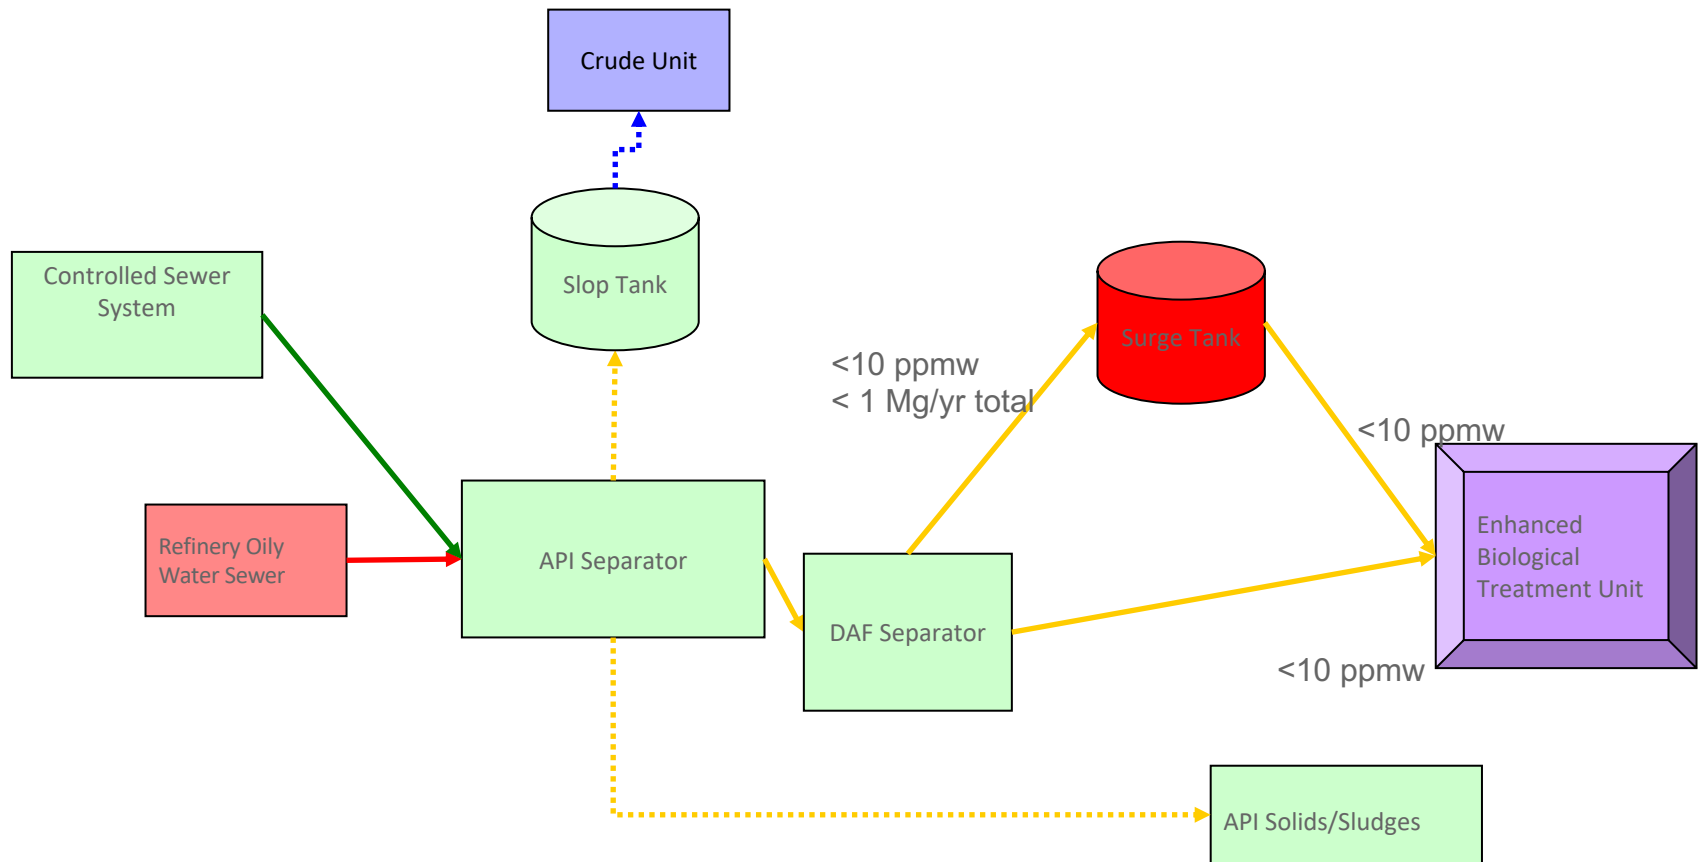 Crude Unit
Controlled Sewer
System
Slop Tank
Surge Tank
<10 ppmw
< 1 Mg/yr total
<10 ppmw
Refinery Oily
Water Sewer
API Separator
DAF Separator
Enhanced
Biological
Treatment Unit
<10 ppmw
API Solids/Sludges